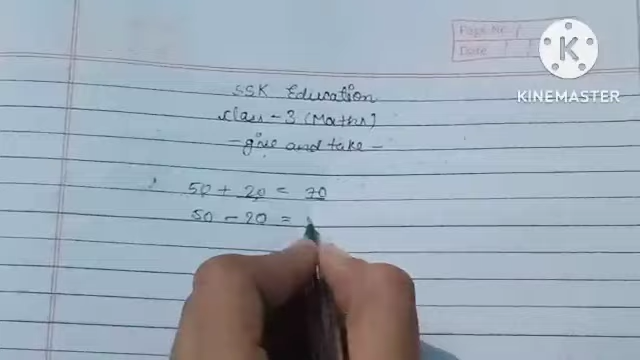 Page No.
Date / /
K
KINEMASTER
SSK Education
Class - 3 (Maths)
- give and take -
50 + 20 = 70
50 - 20 =